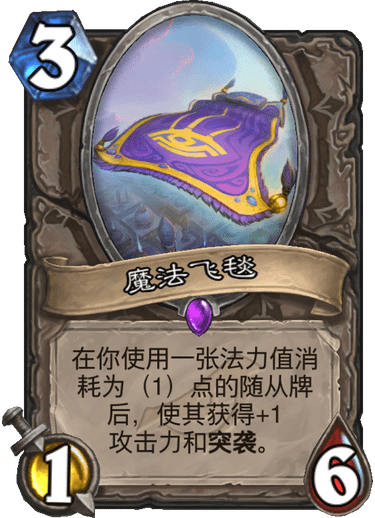 3
魔法飞毯
在你使用一张法力值消
耗为（1）点的随从牌
后，使其获得+1
攻击力和突袭。
1
6